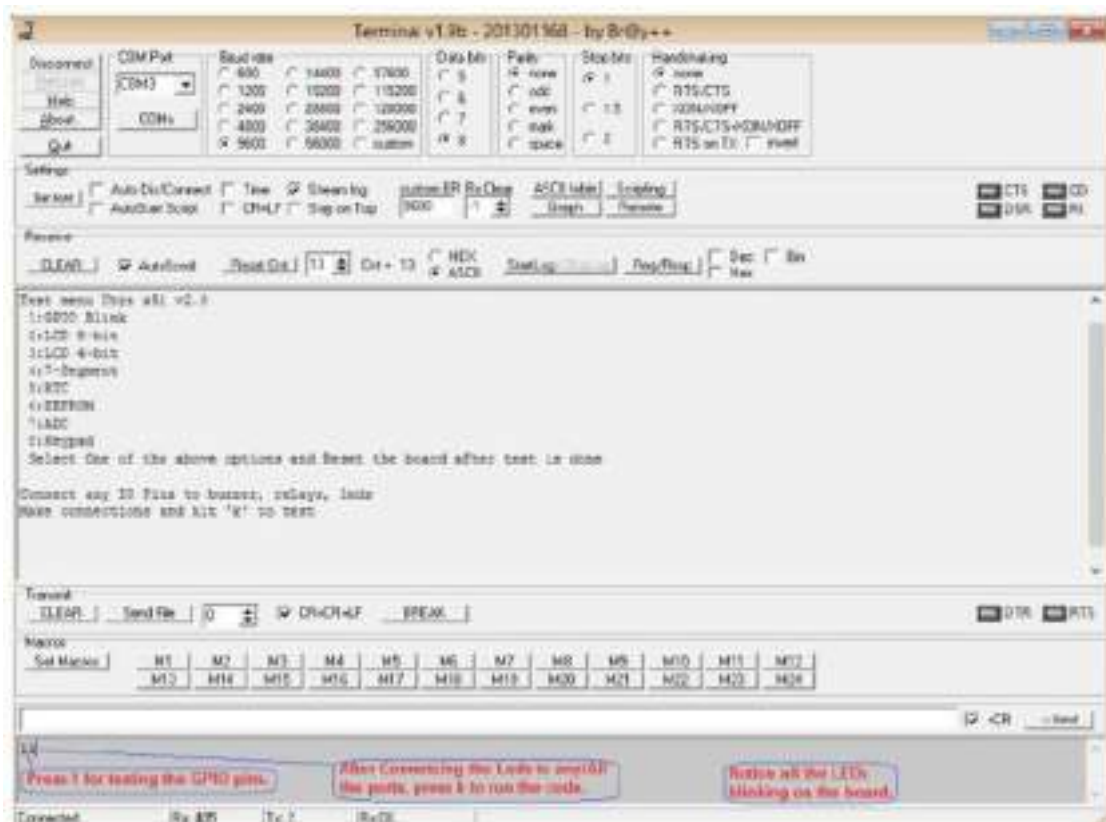 Terminal - by Br@y++
Disconnect
Help
About
Quit
COM Port
COM3
COMs
Baud rate
600 14400 57600
1200 19200 115200
2400 28800 128000
4800 38400 256000
9600 56000 custom
Data bits
5
6
7
8
Parity
none
odd
even
mark
space
Stop bits
1
1.5
2
Handshaking
none
RTS/CTS
XON/XOFF
RTS/CTS+XON/XOFF
RTS on TX invert
Settings
Set font
Auto Dis/Connect Time Stream log
AutoStart Script CR=LF Stay on Top
custom BR Rx Clear
9600 -1
ASCII table Scripting
Graph Remote
CTS CD
DSR RI
Receive
CLEAR AutoScroll Reset Cnt 13 Cnt = 13
HEX
ASCII
StartLog Req/Resp
Dec Bin
Hex
Test menu
1:GPIO Blink
2:LCD 8-bit
3:LCD 4-bit
4:7-Segment
5:RTC
6:EEPROM
7:ADC
8:Keypad
Select One of the above options and Reset the board after test is done
Connect any IO Pins to buzzer, relays, leds
Make connections and hit 'k' to test
Transmit
CLEAR Send File 0 CR=CR+LF BREAK
DTR RTS
Macros
Set Macros M1 M2 M3 M4 M5 M6 M7 M8 M9 M10 M11 M12
M13 M14 M15 M16 M17 M18 M19 M20 M21 M22 M23 M24
+CR -> Send
1k
Press 1 for testing the GPIO pins.
After Connecting the Leds to any/All
the ports, press k to run the code.
Notice all the LEDs
blinking on the board.
Connected Rx: Tx: Rx OK